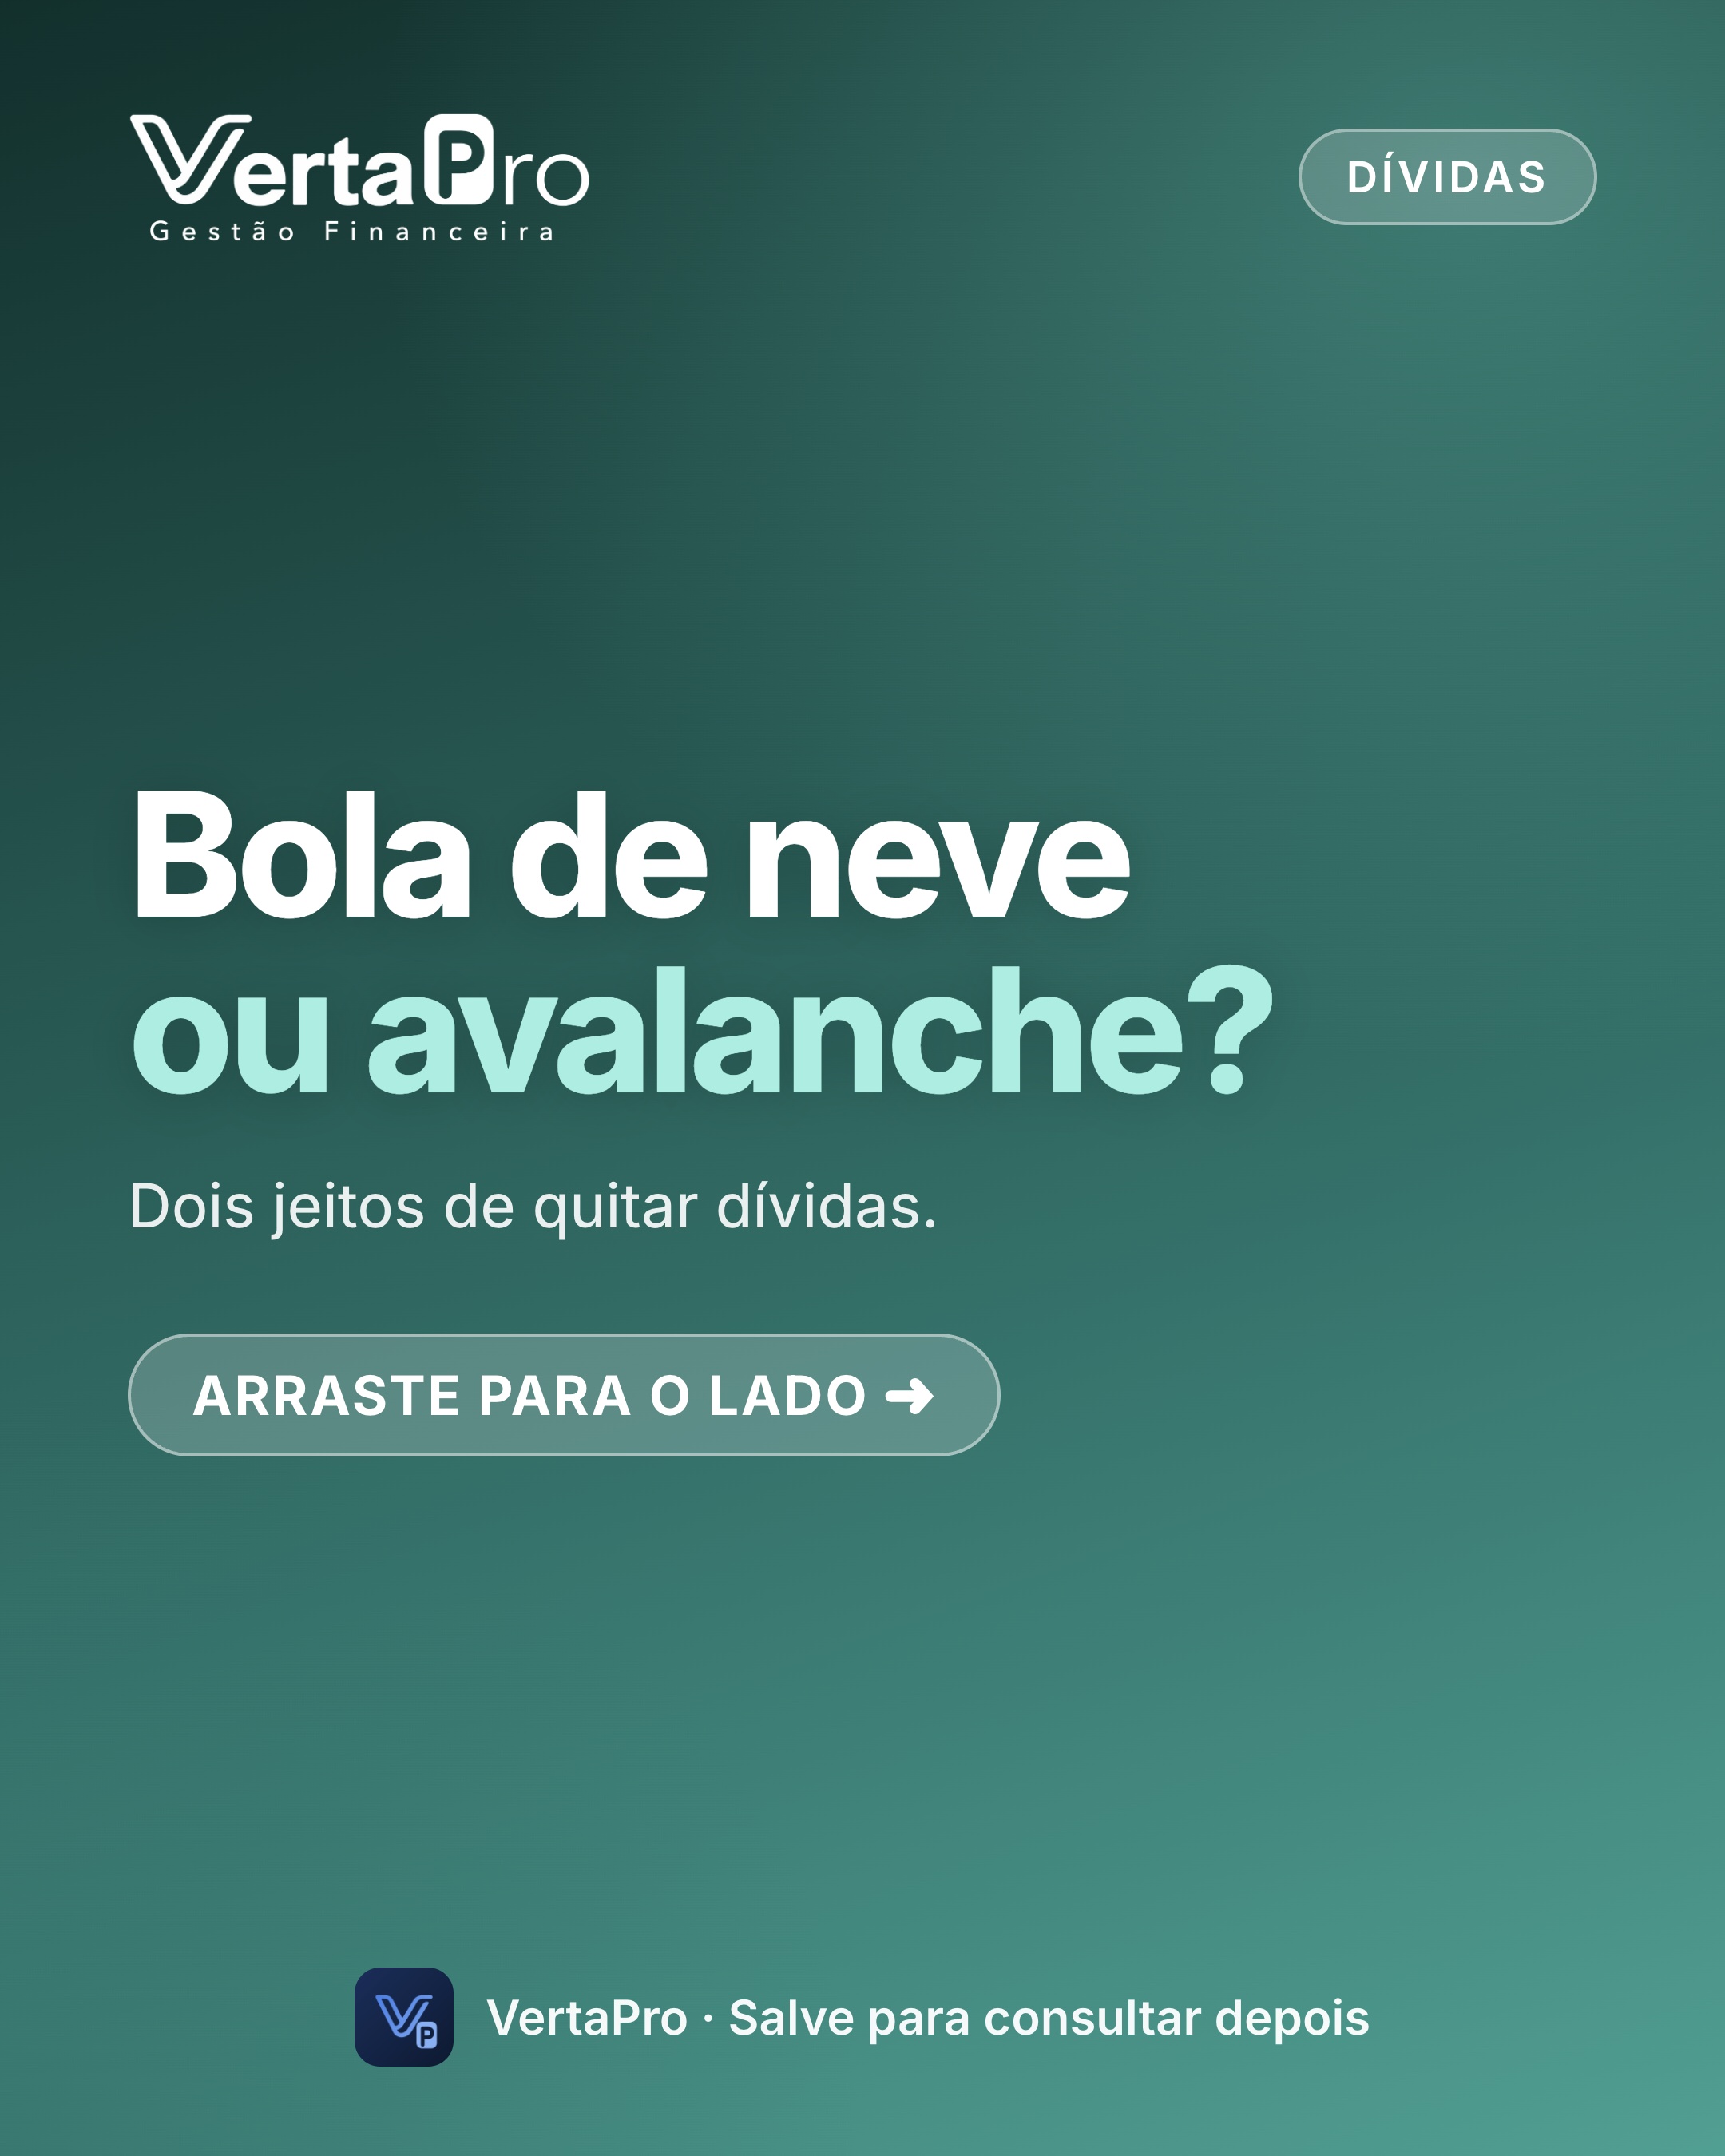 VertaPro
Gestão Financeira
DÍVIDAS
Bola de neve
ou avalanche?
Dois jeitos de quitar dívidas.
ARRASTE PARA O LADO ➜
VP
VertaPro · Salve para consultar depois